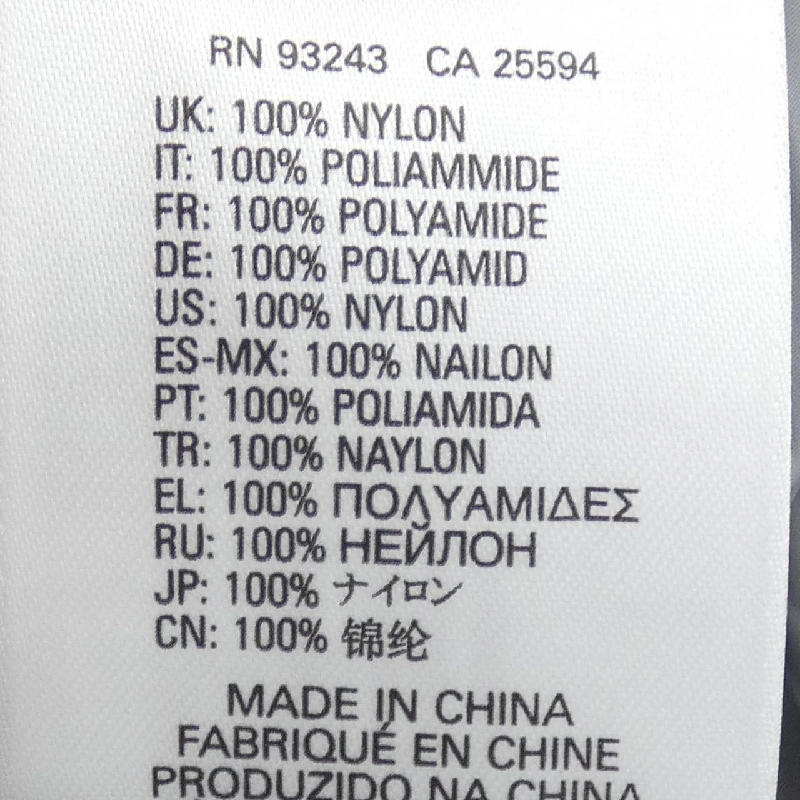 RN 93243 CA 25594
UK: 100% NYLON
IT: 100% POLIAMMIDE
FR: 100% POLYAMIDE
DE: 100% POLYAMID
US: 100% NYLON
ES-MX: 100% NAILON
PT: 100% POLIAMIDA
TR: 100% NAYLON
EL: 100% ΠΟΛΥΑΜΙΔΕΣ
RU: 100% НЕЙЛОН
JP: 100% ナイロン
CN: 100% 锦纶
MADE IN CHINA
FABRIQUÉ EN CHINE
PRODUZIDO NA CHINA